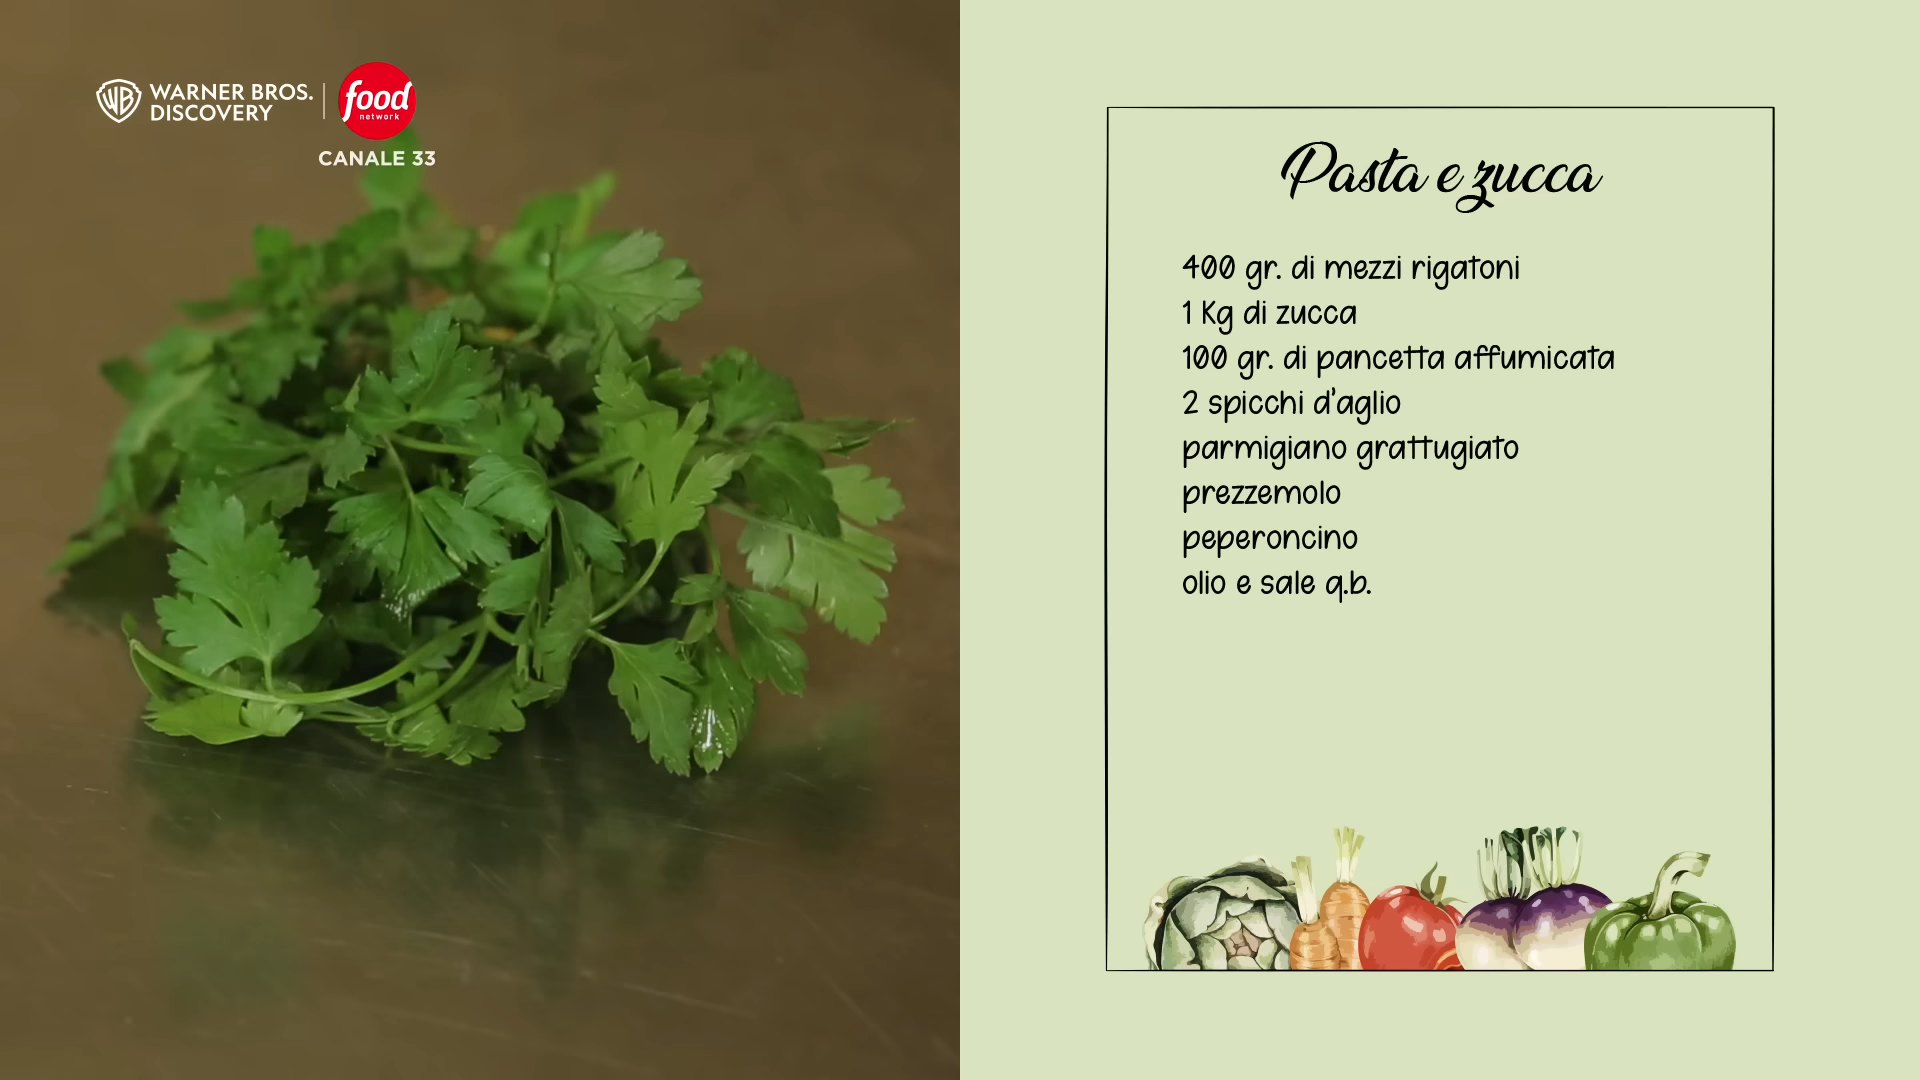 WARNER BROS.
DISCOVERY
food
network
CANALE 33
Pasta e zucca
400 gr. di mezzi rigatoni
1 Kg di zucca
100 gr. di pancetta affumicata
2 spicchi d'aglio
parmigiano grattugiato
prezzemolo
peperoncino
olio e sale q.b.